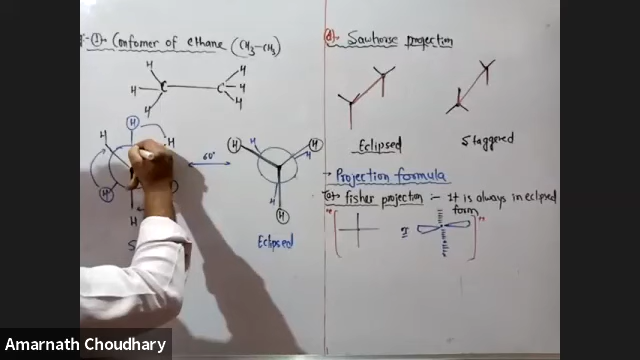 Confomer of ethane (CH₃-CH₃)
H H
H C C H
H H
H
H H
H
H
60°
H H H H
H
H
Eclipsed
(d) :- Sawhorse projection
Eclipsed
Staggered
Projection formula
(a) :- fisher projection :- It is always in eclipsed
form
Amarnath Choudhary